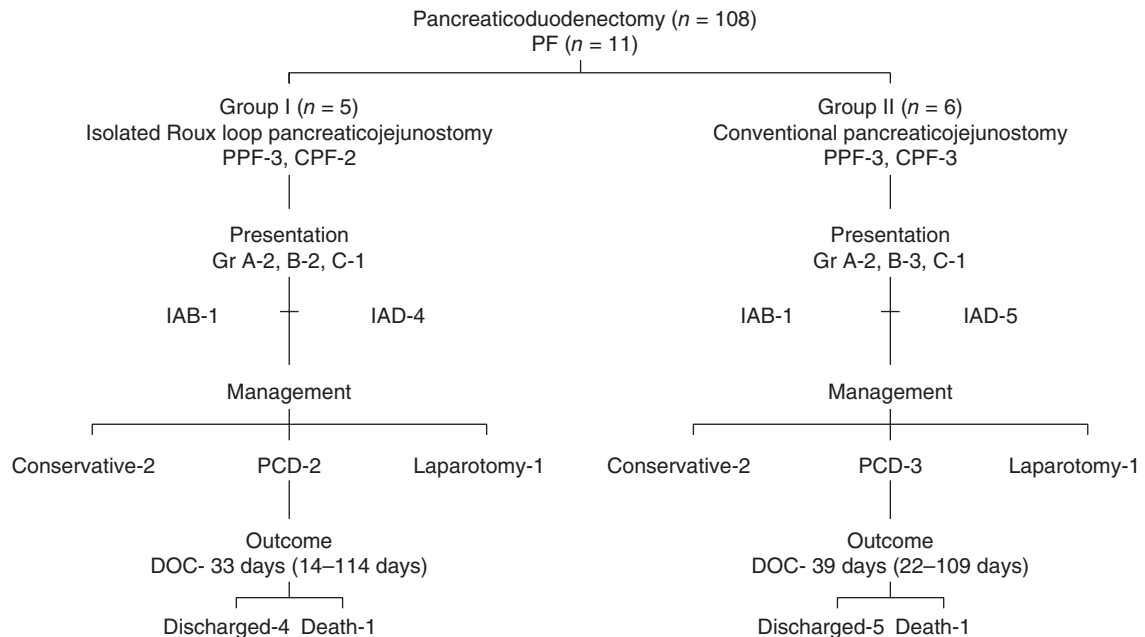 Pancreaticoduodenectomy (n = 108)
PF (n = 11)
Group I (n = 5)
Isolated Roux loop pancreaticojejunostomy
PPF-3, CPF-2
Group II (n = 6)
Conventional pancreaticojejunostomy
PPF-3, CPF-3
Presentation
Gr A-2, B-2, C-1
Presentation
Gr A-2, B-3, C-1
IAB-1 IAD-4
IAB-1 IAD-5
Management
Management
Conservative-2 PCD-2 Laparotomy-1
Conservative-2 PCD-3 Laparotomy-1
Outcome
DOC- 33 days (14–114 days)
Outcome
DOC- 39 days (22–109 days)
Discharged-4 Death-1
Discharged-5 Death-1